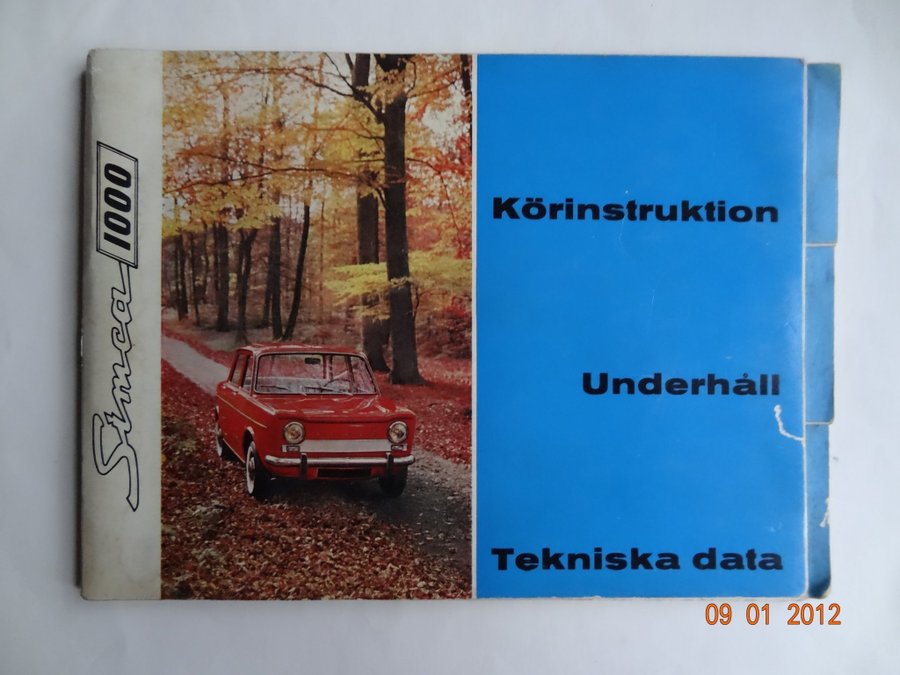 Simca 1000
Körinstruktion
Underhåll
Tekniska data
09 01 2012